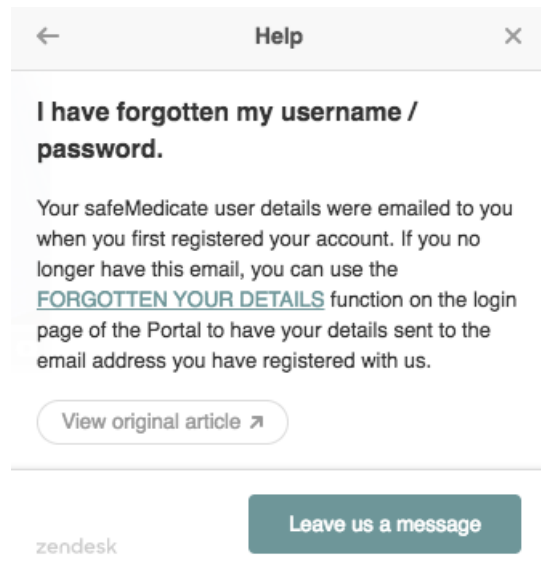 Help
I have forgotten my username /
password.
Your safeMedicate user details were emailed to you
when you first registered your account. If you no
longer have this email, you can use the
FORGOTTEN YOUR DETAILS function on the login
page of the Portal to have your details sent to the
email address you have registered with us.
View original article
Leave us a message
zendesk